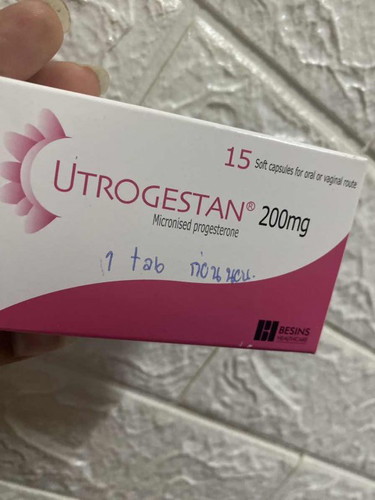 15 Soft capsules for oral or vaginal route
UTROGESTAN® 200mg
Micronised progesterone
1 tab ก่อนนอน.
BESINS
HEALTHCARE